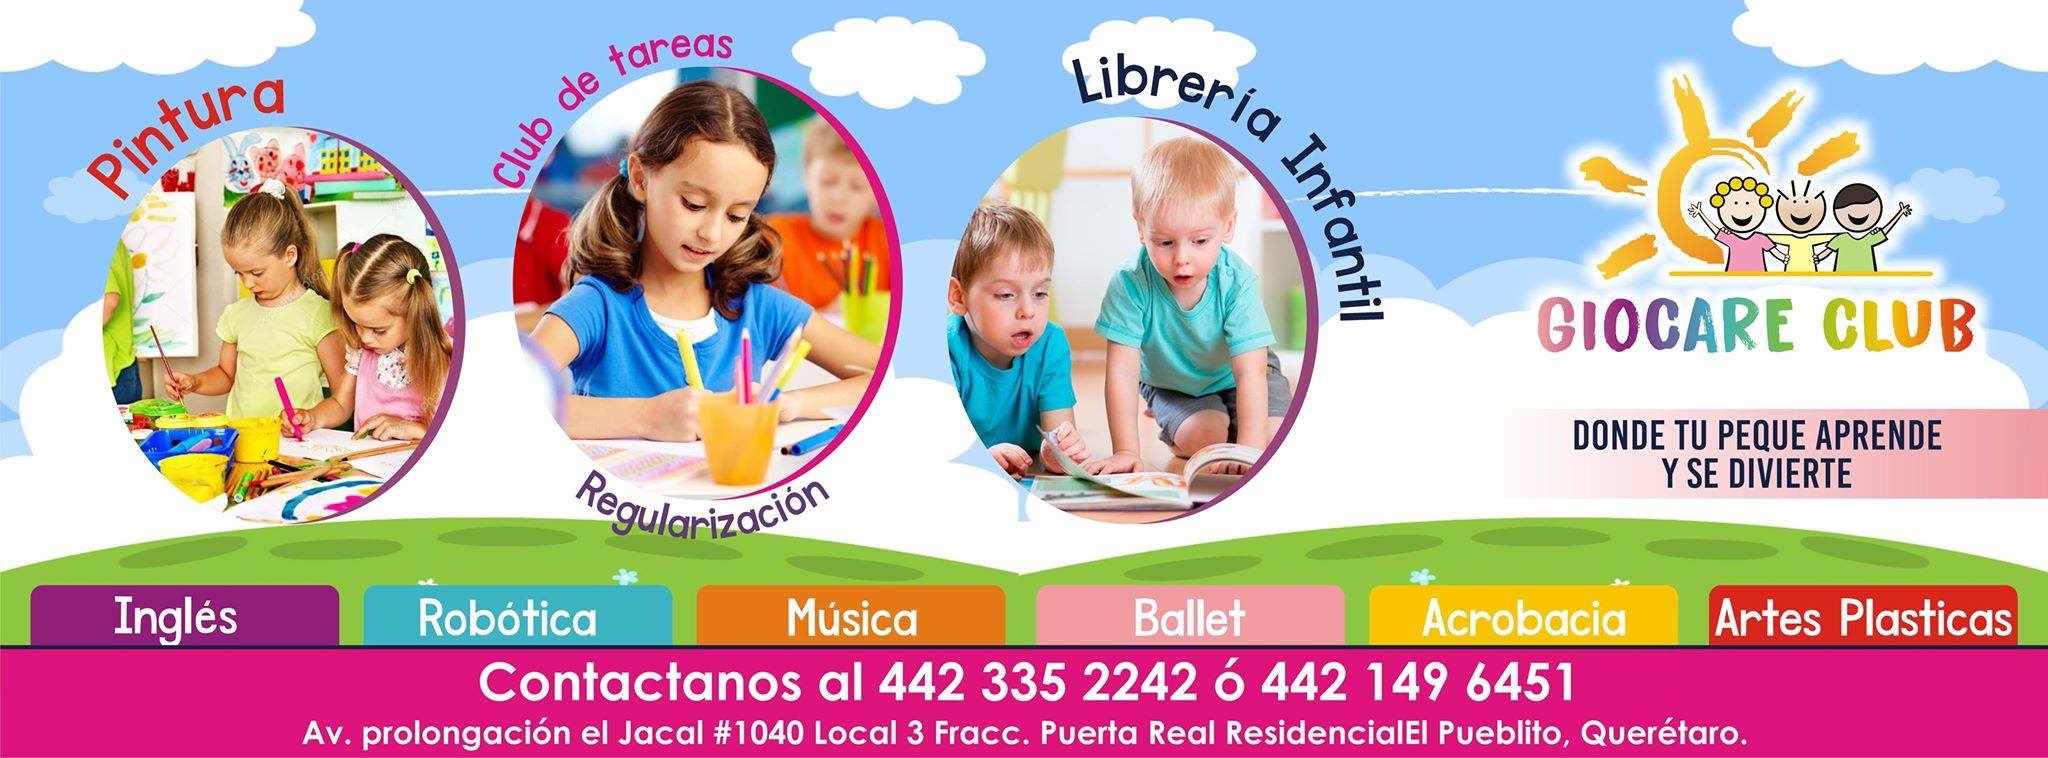 Pintura
Club de tareas
Regularización
Librería Infantil
GIOCARE CLUB
DONDE TU PEQUE APRENDE
Y SE DIVIERTE
Inglés
Robótica
Música
Ballet
Acrobacia
Artes Plasticas
Contactanos al 442 335 2242 ó 442 149 6451
Av. prolongación el Jacal #1040 Local 3 Fracc. Puerta Real ResidencialEl Pueblito, Querétaro.